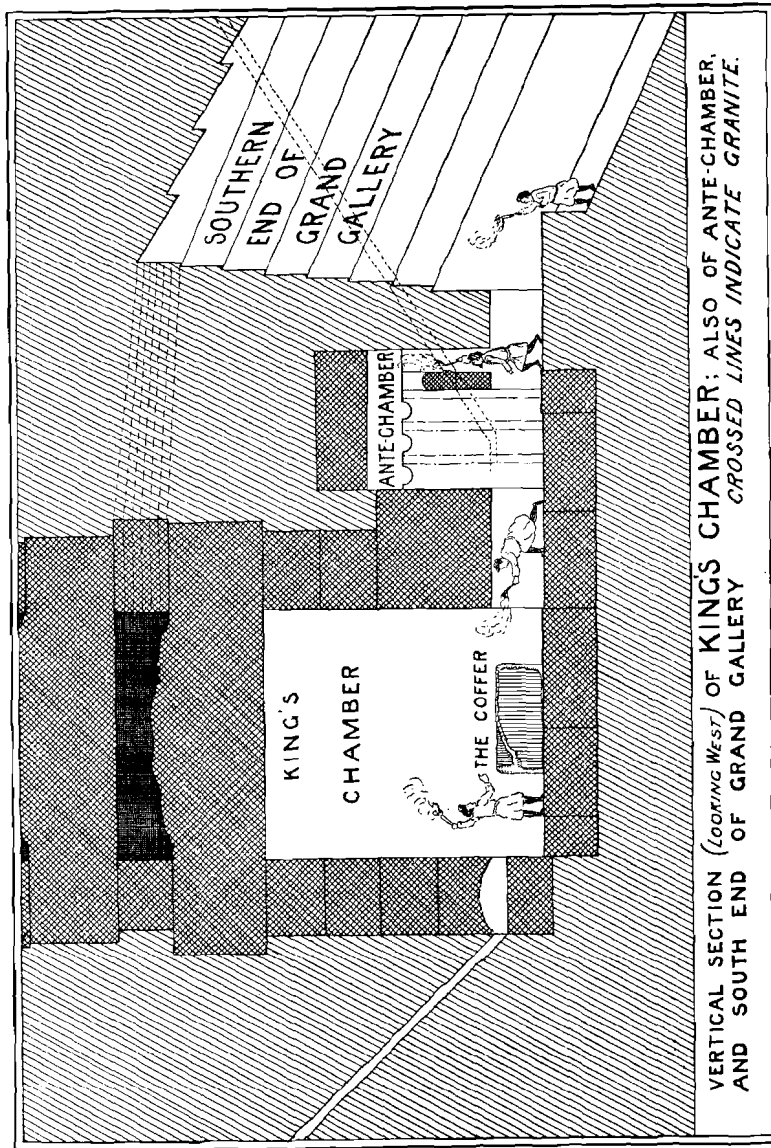 SOUTHERN
END OF
GRAND
GALLERY
ANTE-CHAMBER
KING'S
CHAMBER
THE COFFER
VERTICAL SECTION (LOOKING WEST) OF KING'S CHAMBER; ALSO OF ANTE-CHAMBER,
AND SOUTH END OF GRAND GALLERY CROSSED LINES INDICATE GRANITE.